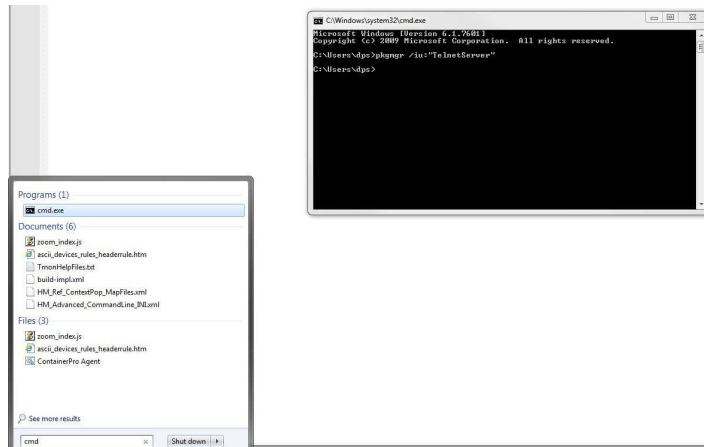 C:\Windows\system32\cmd.exe
Microsoft Windows [Version 6.1.7601]
Copyright (c) 2009 Microsoft Corporation.  All rights reserved.
C:\Users\dps>pkgmgr /iu:"TelnetServer"
C:\Users\dps>
Programs (1)
cmd.exe
Documents (6)
zoom_index.js
ascii_devices_rules_headerrule.htm
TmonHelpFiles.txt
build-impl.xml
HM_Ref_ContextPop_MapFiles.xml
HM_Advanced_CommandLine_INI.xml
Files (3)
zoom_index.js
ascii_devices_rules_headerrule.htm
ContainerPro Agent
See more results
cmd
Shut down